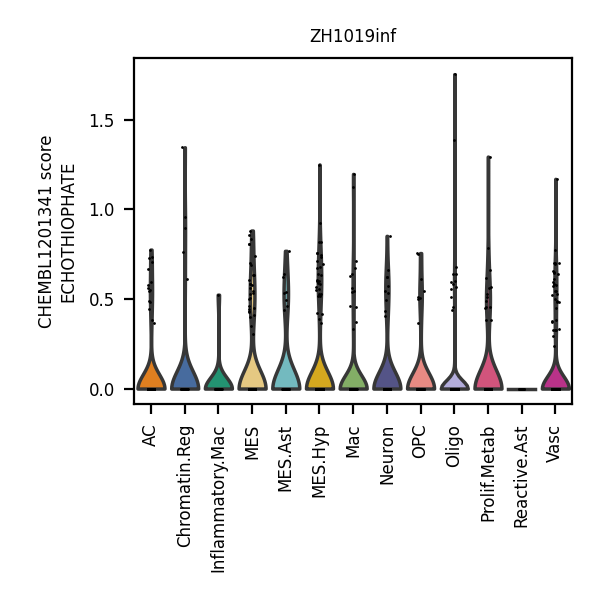 ZH1019inf
CHEMBL1201341 score
ECHOTHIOPHATE
1.5
1.0
0.5
0.0
AC
Chromatin.Reg
Inflammatory.Mac
MES
MES.Ast
MES.Hyp
Mac
Neuron
OPC
Oligo
Prolif.Metab
Reactive.Ast
Vasc